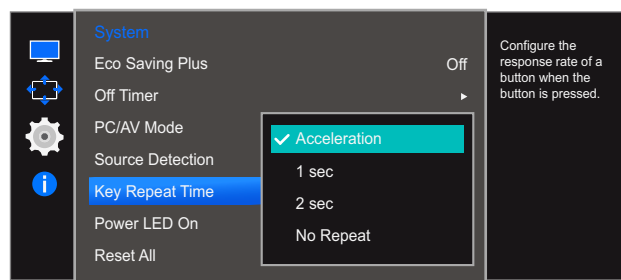 System
Eco Saving Plus Off
Off Timer ►
PC/AV Mode
Source Detection
Key Repeat Time
Power LED On
Reset All
✓ Acceleration
1 sec
2 sec
No Repeat
Configure the
response rate of a
button when the
button is pressed.
i